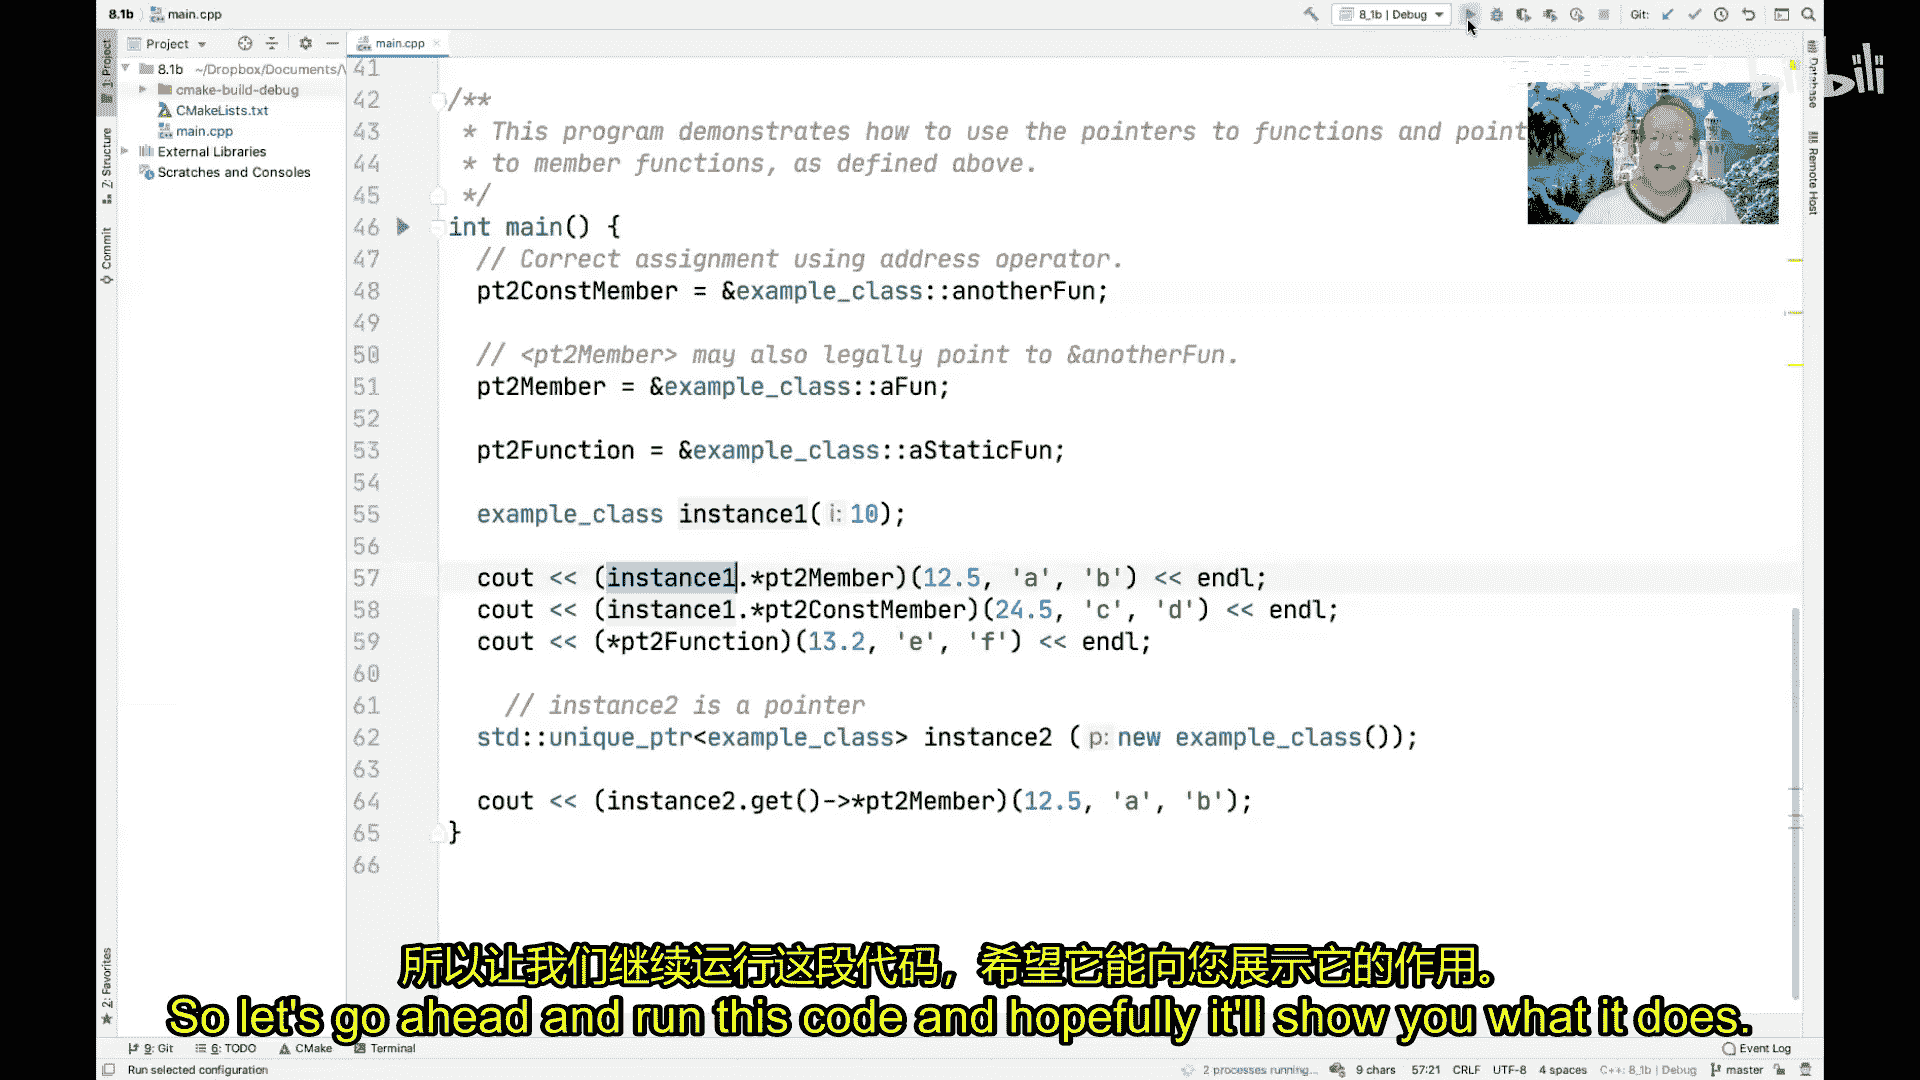 8.1b main.cpp
8_1b | Debug
Git:
Project
main.cpp
8.1b ~/Dropbox/Documents/
cmake-build-debug
CMakeLists.txt
main.cpp
External Libraries
Scratches and Consoles
1: Project
7: Structure
Commit
2: Favorites
Database
Remote Host
bilibili
41
42 /**
43 * This program demonstrates how to use the pointers to functions and point
44 * to member functions, as defined above.
45 */
46 int main() {
47 // Correct assignment using address operator.
48 pt2ConstMember = &example_class::anotherFun;
49
50 // <pt2Member> may also legally point to &anotherFun.
51 pt2Member = &example_class::aFun;
52
53 pt2Function = &example_class::aStaticFun;
54
55 example_class instance1( i: 10);
56
57 cout << (instance1.*pt2Member)(12.5, 'a', 'b') << endl;
58 cout << (instance1.*pt2ConstMember)(24.5, 'c', 'd') << endl;
59 cout << (*pt2Function)(13.2, 'e', 'f') << endl;
60
61 // instance2 is a pointer
62 std::unique_ptr<example_class> instance2 ( p: new example_class());
63
64 cout << (instance2.get()->*pt2Member)(12.5, 'a', 'b');
65 }
66
所以让我们继续运行这段代码，希望它能向您展示它的作用。
So let's go ahead and run this code and hopefully it'll show you what it does.
9: Git 6: TODO CMake Terminal Event Log
Run selected configuration 2 processes running... 9 chars 57:21 CRLF UTF-8 4 spaces C++: 8_1b | Debug master